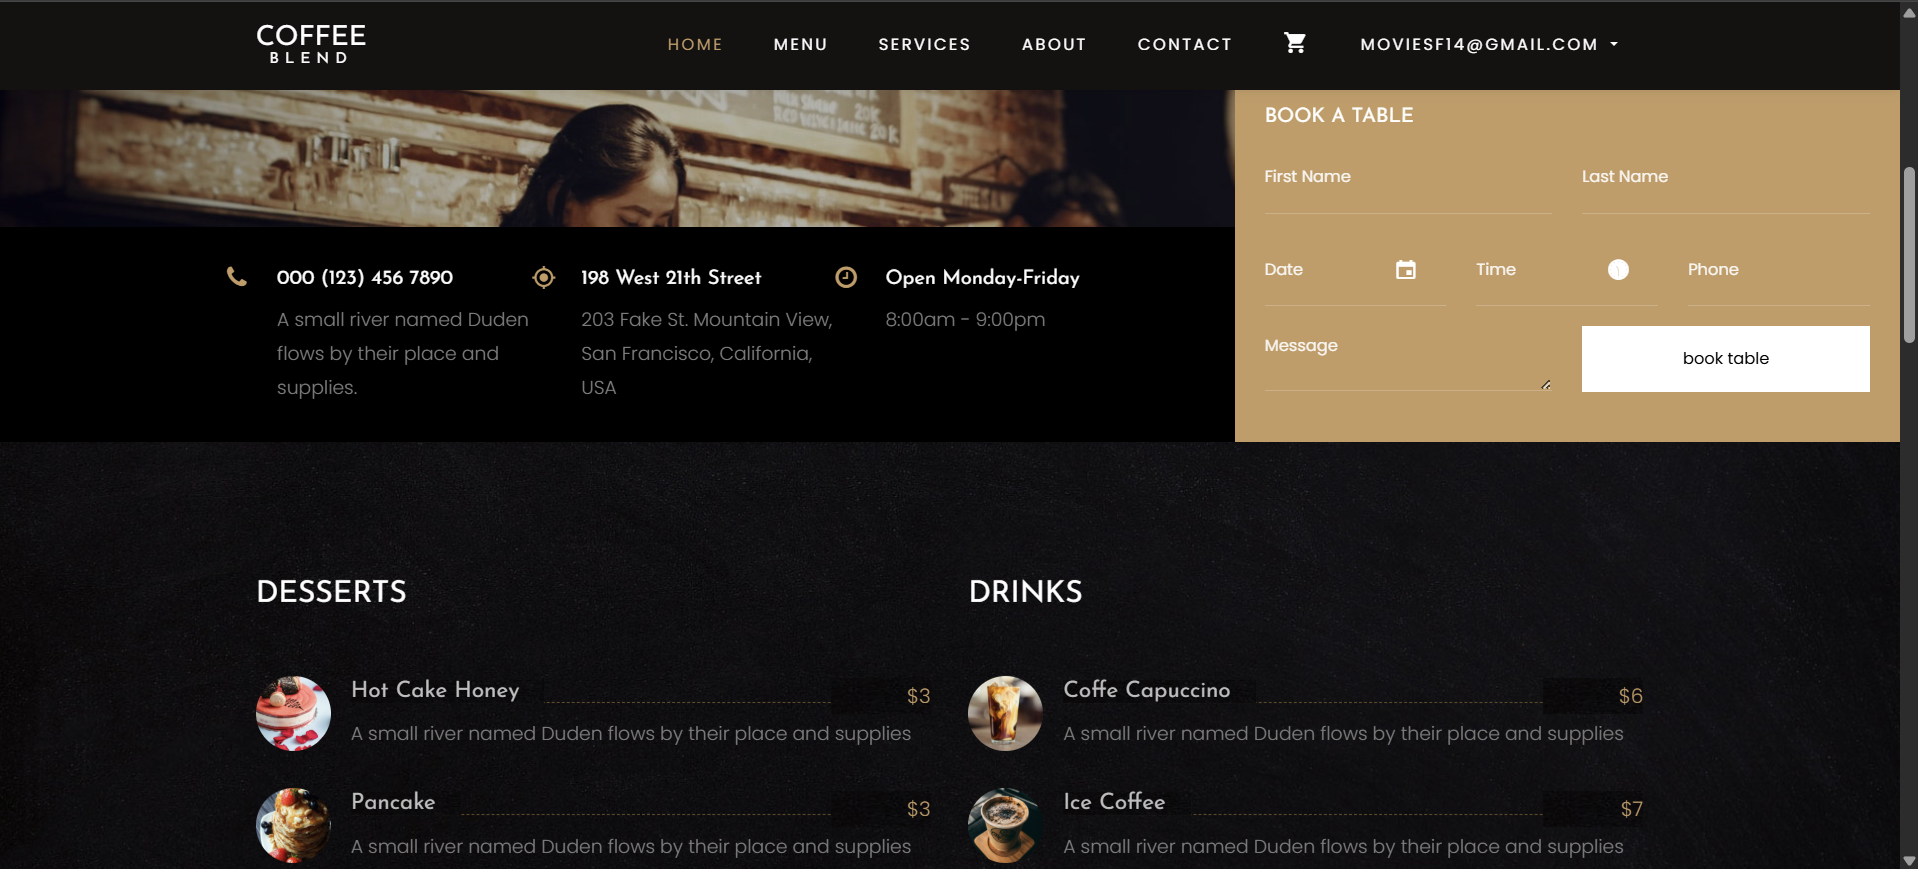 COFFEE
BLEND
HOME
MENU
SERVICES
ABOUT
CONTACT
MOVIESF14@GMAIL.COM
BOOK A TABLE
First Name
Last Name
Date
Time
Phone
Message
book table
000 (123) 456 7890
A small river named Duden
flows by their place and
supplies.
198 West 21th Street
203 Fake St. Mountain View,
San Francisco, California,
USA
Open Monday-Friday
8:00am - 9:00pm
DESSERTS
Hot Cake Honey
$3
A small river named Duden flows by their place and supplies
Pancake
$3
A small river named Duden flows by their place and supplies
DRINKS
Coffe Capuccino
$6
A small river named Duden flows by their place and supplies
Ice Coffee
$7
A small river named Duden flows by their place and supplies